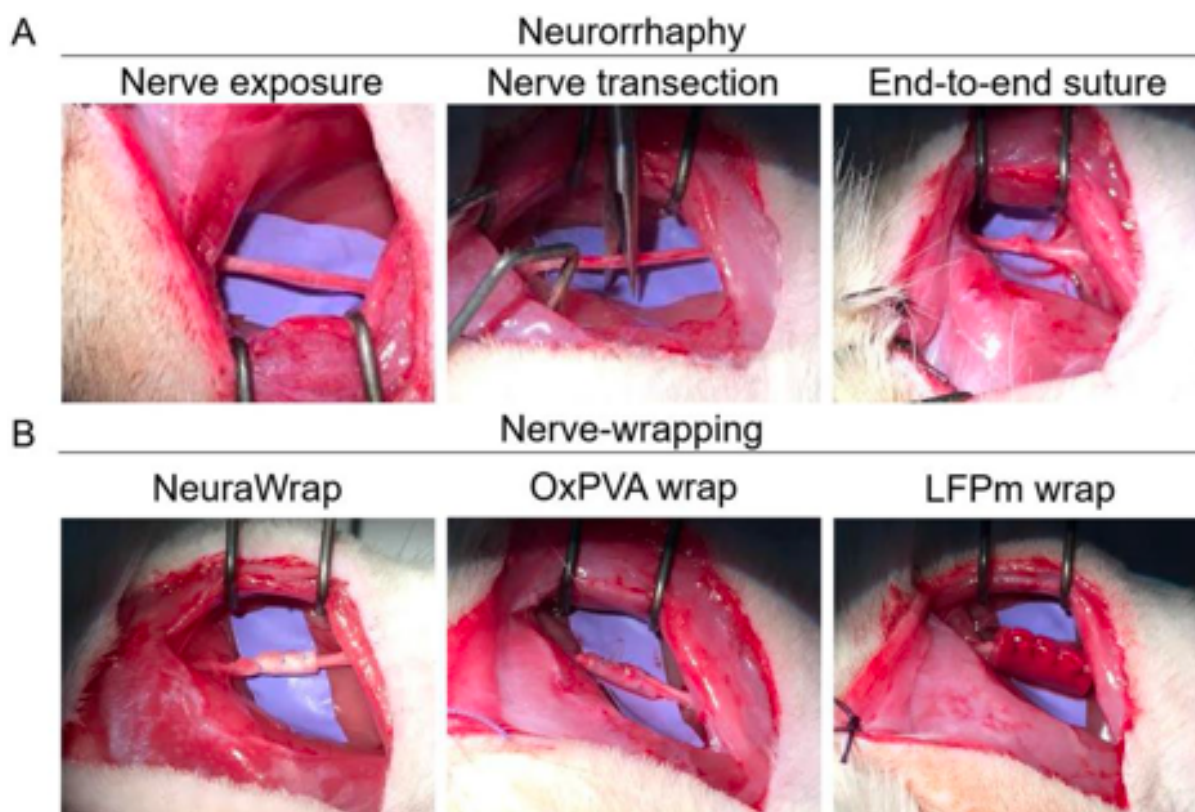 A
Neurorrhaphy
Nerve exposure
Nerve transection
End-to-end suture
B
Nerve-wrapping
NeuraWrap
OxPVA wrap
LFPm wrap